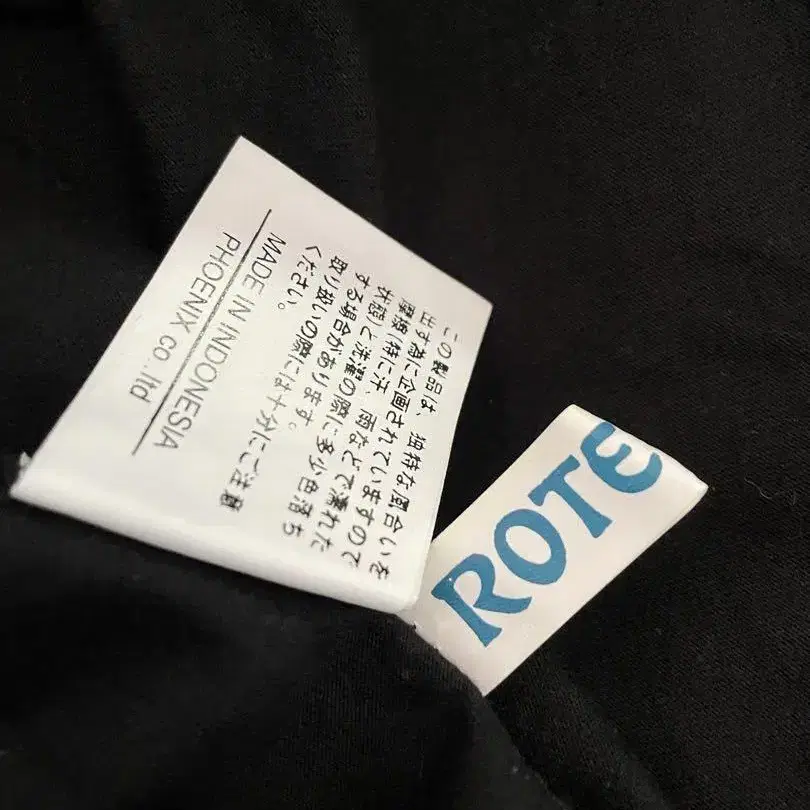 この製品は、独特な風合いを
出す為に企画されていますので
摩擦(特に汗、雨などで濡れた
状態)と洗濯の際に多少色落ち
する場合があります。
取り扱いの際には十分にご注意
ください。
MADE IN INDONESIA
PHOENIX co.,ltd
ROTE